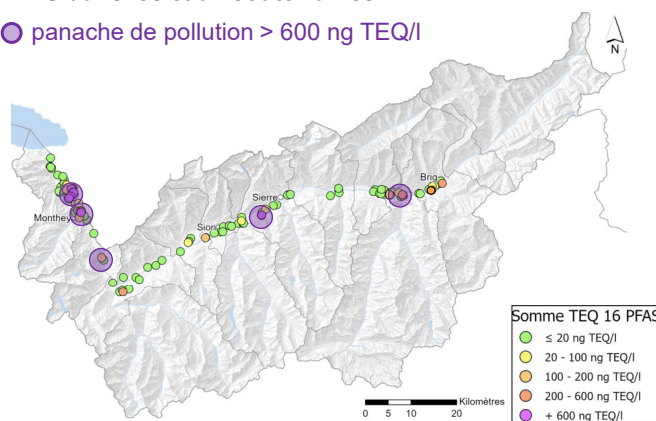 panache de pollution > 600 ng TEQ/l
N
Brig
Sierre
Monthey
Sion
Somme TEQ 16 PFAS
≤ 20 ng TEQ/l
20 - 100 ng TEQ/l
100 - 200 ng TEQ/l
200 - 600 ng TEQ/l
+ 600 ng TEQ/l
Kilomètres
0 5 10 20